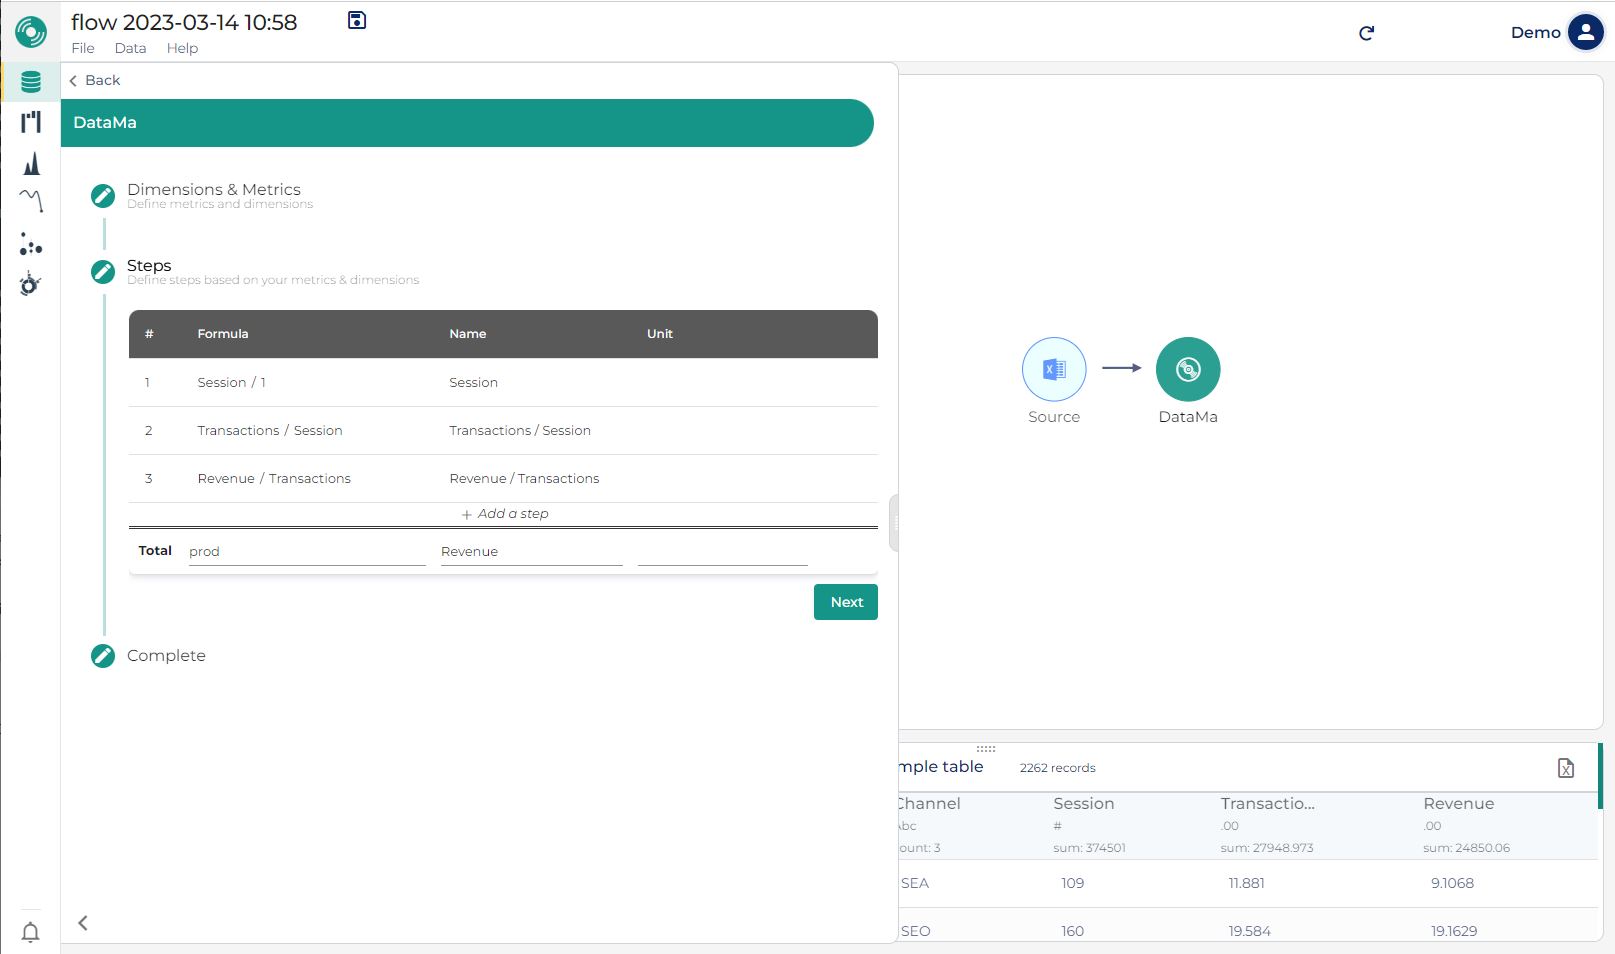 flow 2023-03-14 10:58
File Data Help
Demo
Back
DataMa
Dimensions & Metrics
Define metrics and dimensions
Steps
Define steps based on your metrics & dimensions
# Formula Name Unit
1 Session / 1 Session
2 Transactions / Session Transactions / Session
3 Revenue / Transactions Revenue / Transactions
+ Add a step
Total prod Revenue
Next
Complete
Source DataMa
mple table 2262 records
Channel Session Transactio... Revenue
Abc # .00 .00
ount: 3 sum: 374501 sum: 27948.973 sum: 24850.06
SEA 109 11.881 9.1068
SEO 160 19.584 19.1629